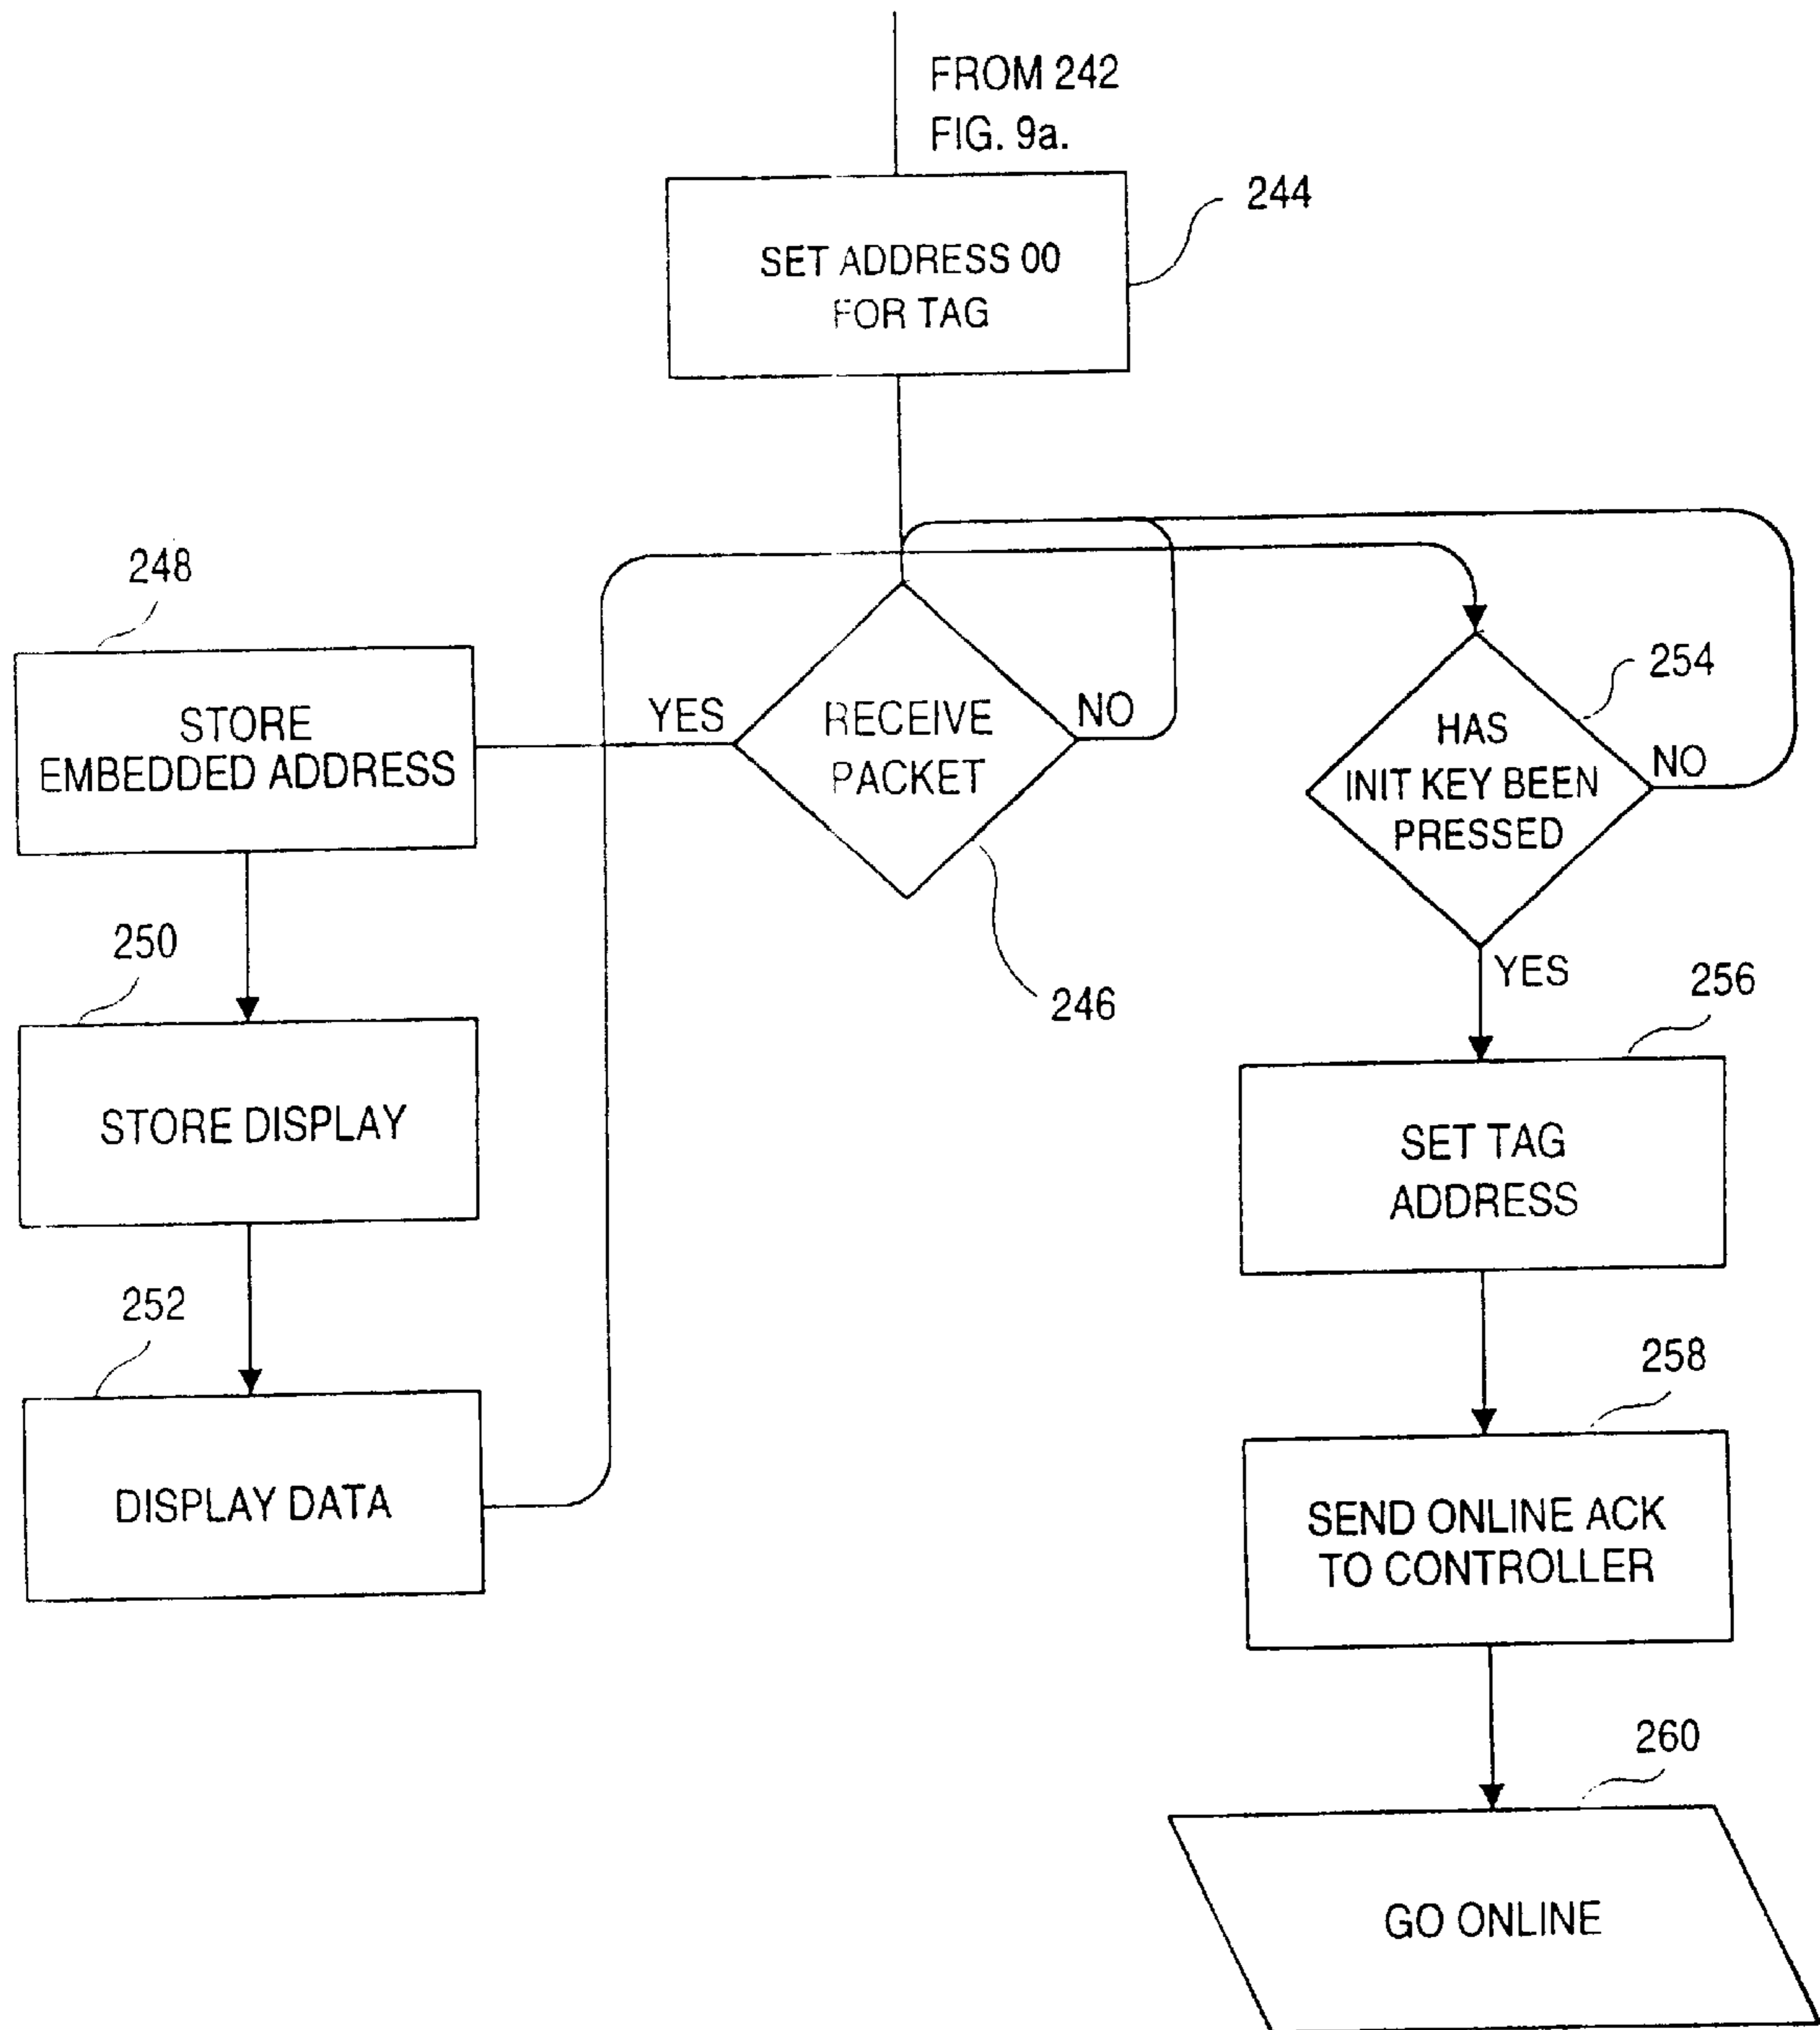 FROM 242
FIG. 9a.
244
SET ADDRESS 00
FOR TAG
248
STORE
EMBEDDED ADDRESS
YES
RECEIVE
PACKET
NO
246
254
HAS
INIT KEY BEEN
PRESSED
NO
YES
250
STORE DISPLAY
256
SET TAG
ADDRESS
252
DISPLAY DATA
258
SEND ONLINE ACK
TO CONTROLLER
260
GO ONLINE